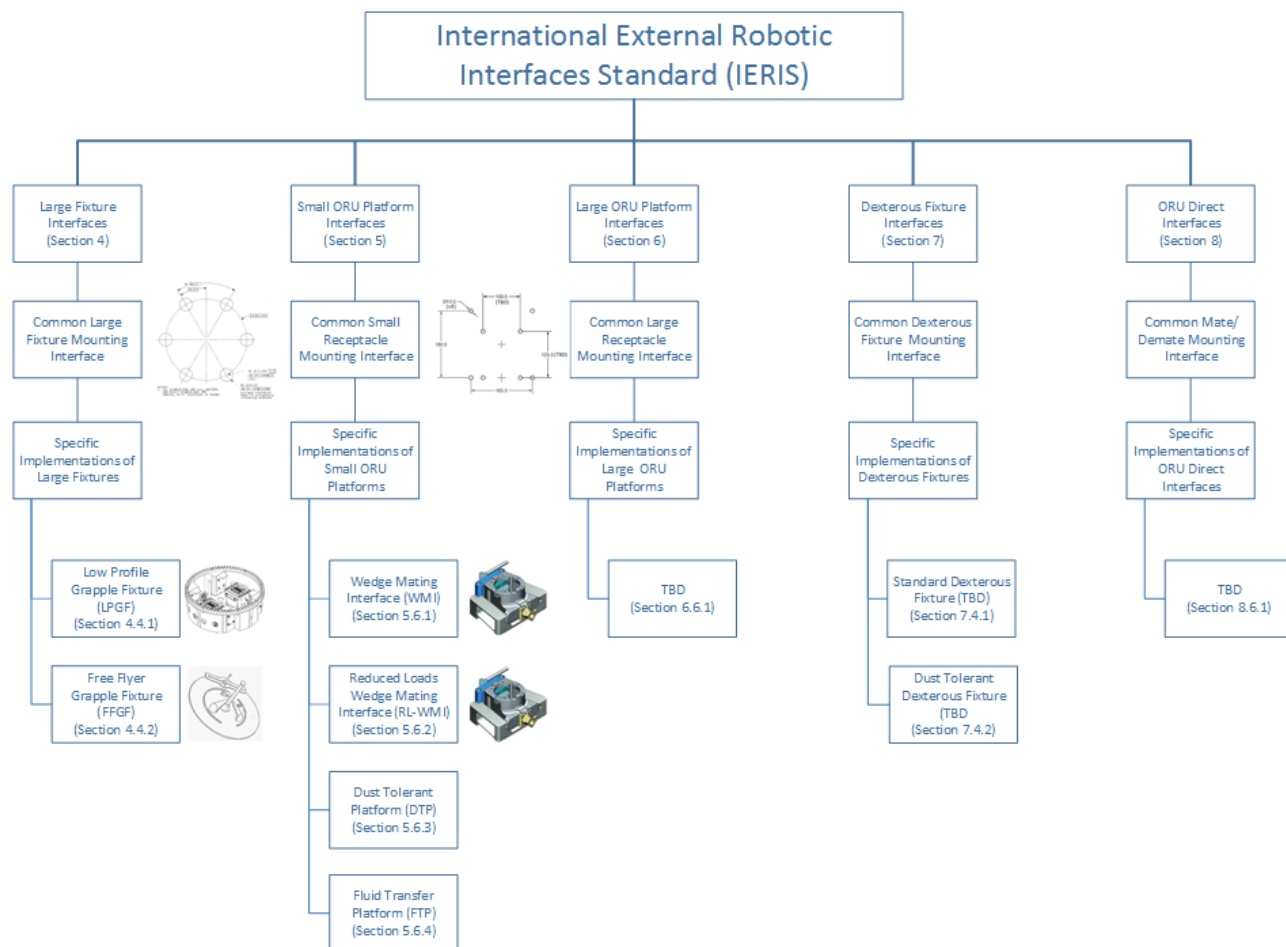 International External Robotic
Interfaces Standard (IERIS)
Large Fixture
Interfaces
(Section 4)
Small ORU Platform
Interfaces
(Section 5)
Large ORU Platform
Interfaces
(Section 6)
Dexterous Fixture
Interfaces
(Section 7)
ORU Direct
Interfaces
(Section 8)
Common Large
Fixture Mounting
Interface
Common Small
Receptacle
Mounting Interface
(TBD)
Common Large
Receptacle
Mounting Interface
Common Dexterous
Fixture Mounting
Interface
Common Mate/
Demate Mounting
Interface
Specific
Implementations of
Large Fixtures
Specific
Implementations of
Small ORU
Platforms
Specific
Implementations of
Large ORU
Platforms
Specific
Implementations of
Dexterous Fixtures
Specific
Implementations of
ORU Direct
Interfaces
Low Profile
Grapple Fixture
(LPGF)
(Section 4.4.1)
Wedge Mating
Interface (WMI)
(Section 5.6.1)
TBD
(Section 6.6.1)
Standard Dexterous
Fixture (TBD)
(Section 7.4.1)
TBD
(Section 8.6.1)
Free Flyer
Grapple Fixture
(FFGF)
(Section 4.4.2)
Reduced Loads
Wedge Mating
Interface (RL-WMI)
(Section 5.6.2)
Dust Tolerant
Dexterous Fixture
(TBD
(Section 7.4.2)
Dust Tolerant
Platform (DTP)
(Section 5.6.3)
Fluid Transfer
Platform (FTP)
(Section 5.6.4)